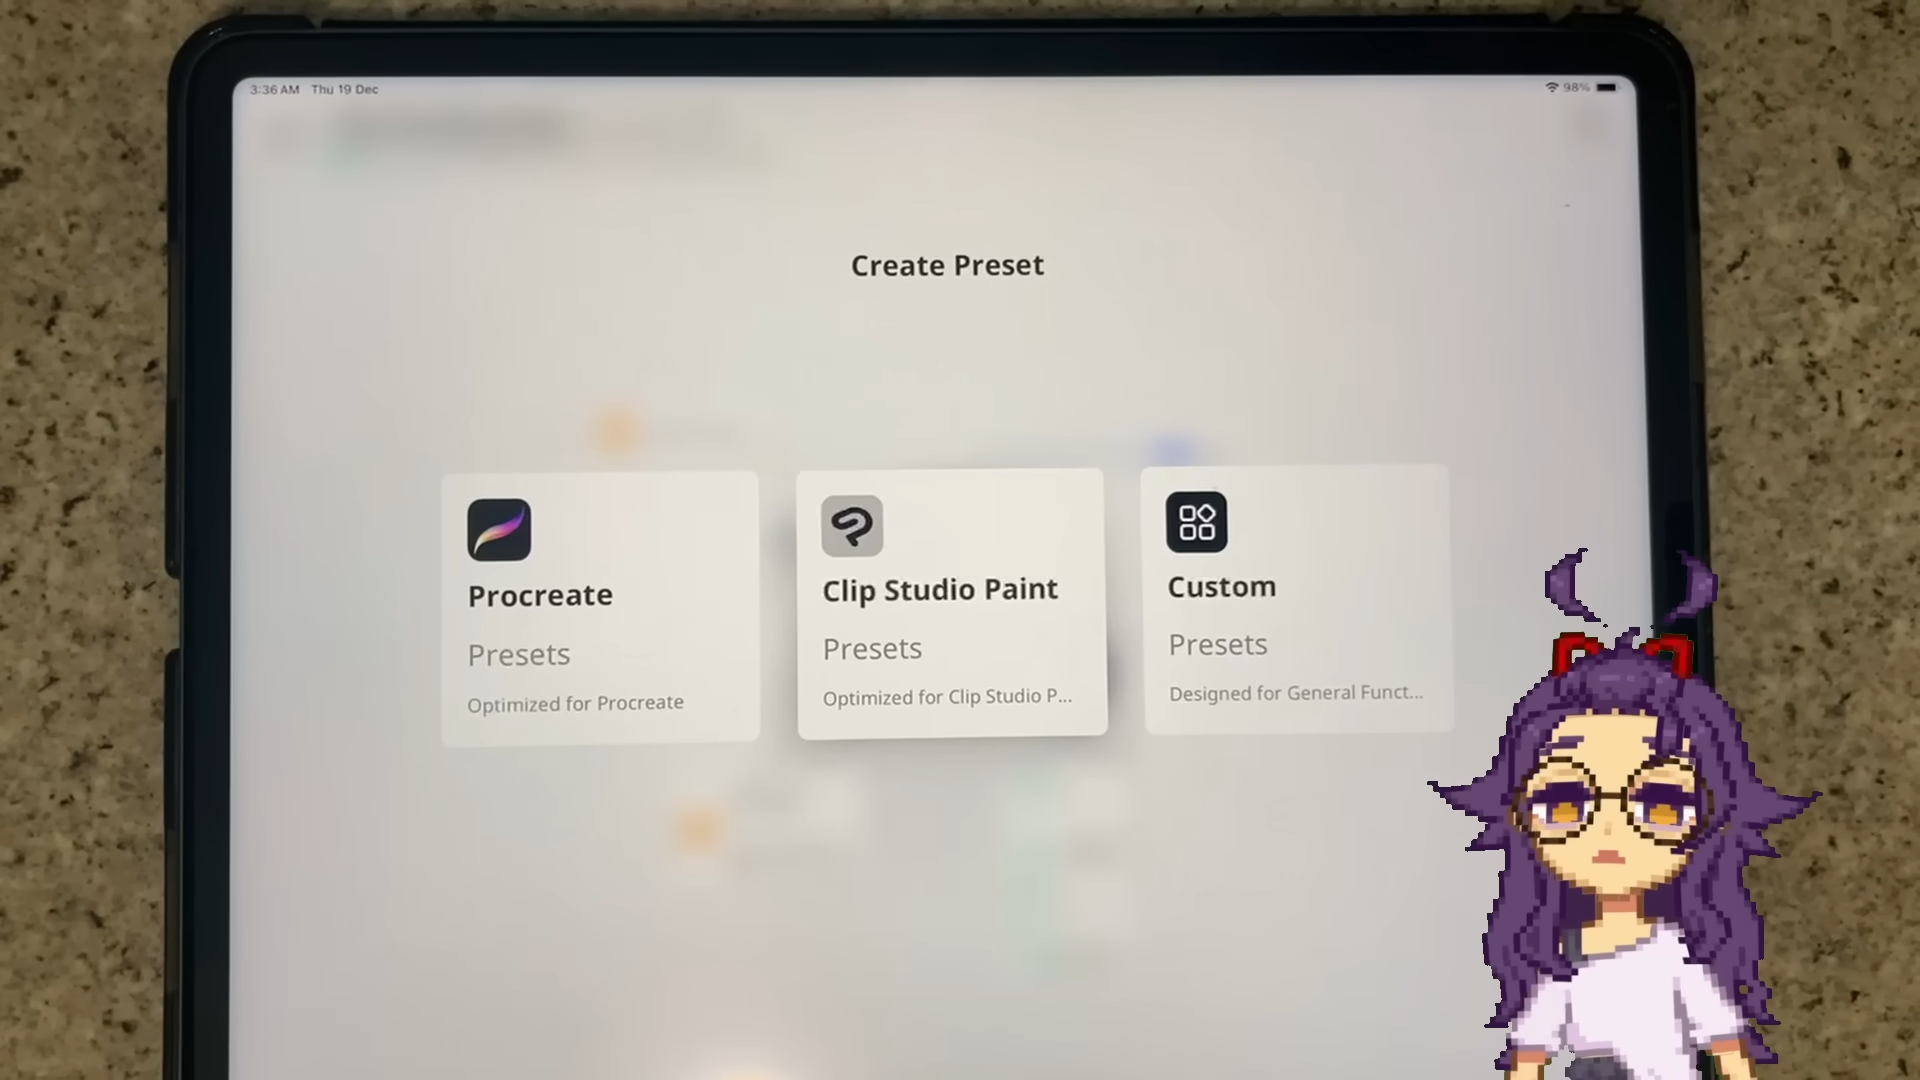 3:36 AM Thu 19 Dec
98%
Create Preset
Procreate
Presets
Optimized for Procreate
Clip Studio Paint
Presets
Optimized for Clip Studio P...
Custom
Presets
Designed for General Funct...